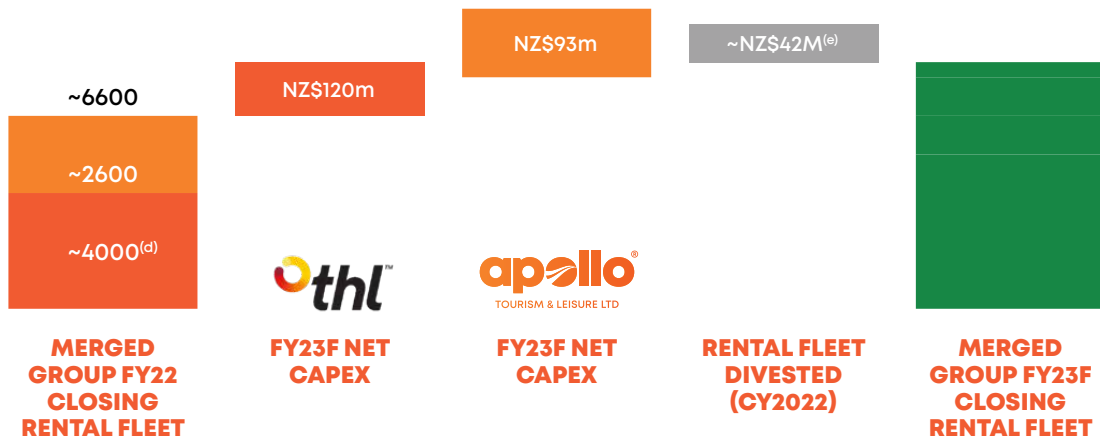 NZ$93m
~NZ$42M(e)
NZ$120m
~6600
~2600
~4000(d)
thl™
apollo®
TOURISM & LEISURE LTD
MERGED
GROUP FY22
CLOSING
RENTAL FLEET
FY23F NET
CAPEX
FY23F NET
CAPEX
RENTAL FLEET
DIVESTED
(CY2022)
MERGED
GROUP FY23F
CLOSING
RENTAL FLEET